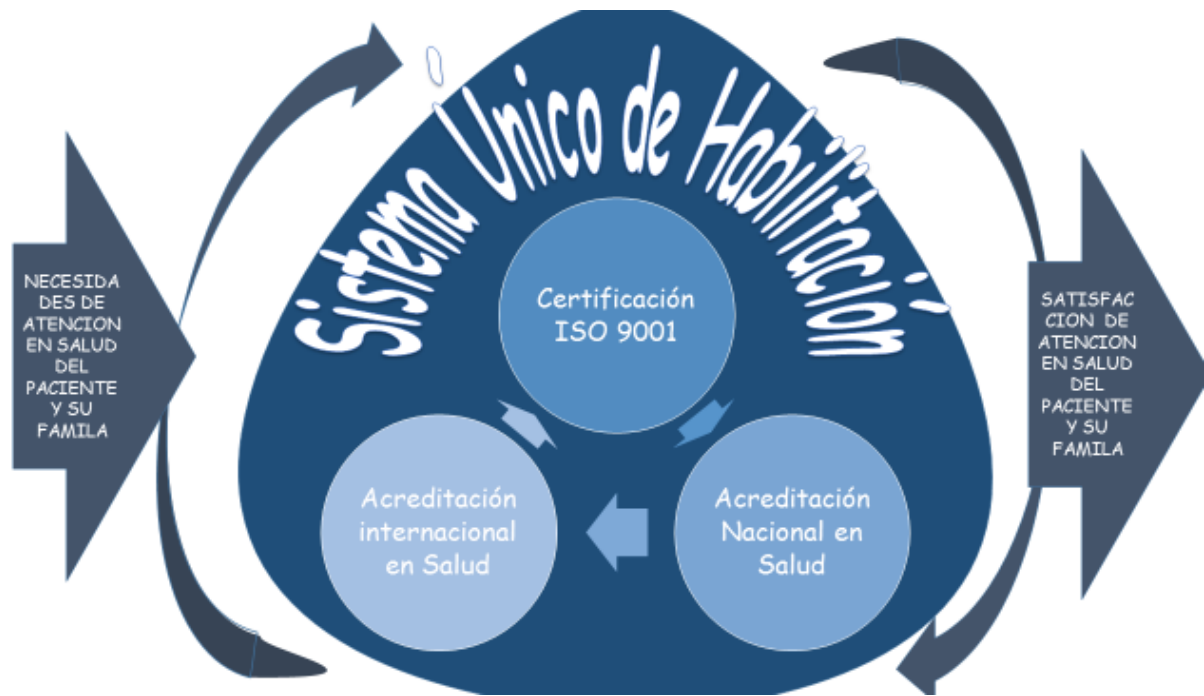 Sistema Único de Habilitación
NECESIDA
DES DE
ATENCION
EN SALUD
DEL
PACIENTE
Y SU
FAMILA
Certificación
ISO 9001
SATISFAC
CION DE
ATENCION
EN SALUD
DEL
PACIENTE
Y SU
FAMILA
Acreditación
internacional
en Salud
Acreditación
Nacional en
Salud